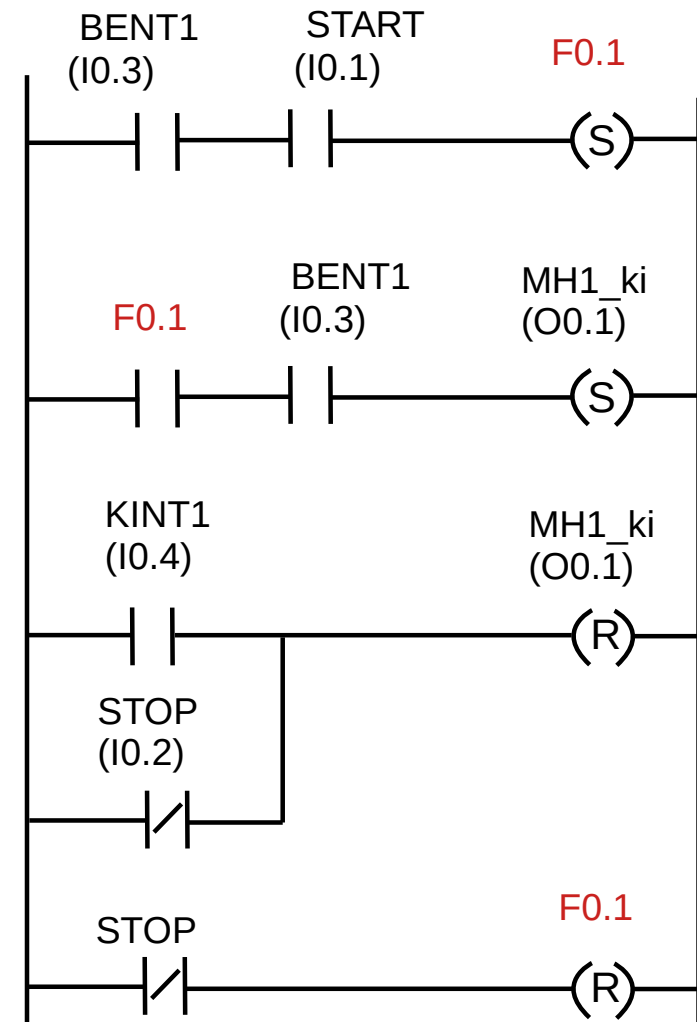 BENT1
(I0.3)
START
(I0.1)
F0.1
S
F0.1
BENT1
(I0.3)
MH1_ki
(O0.1)
S
KINT1
(I0.4)
MH1_ki
(O0.1)
R
STOP
(I0.2)
STOP
F0.1
R